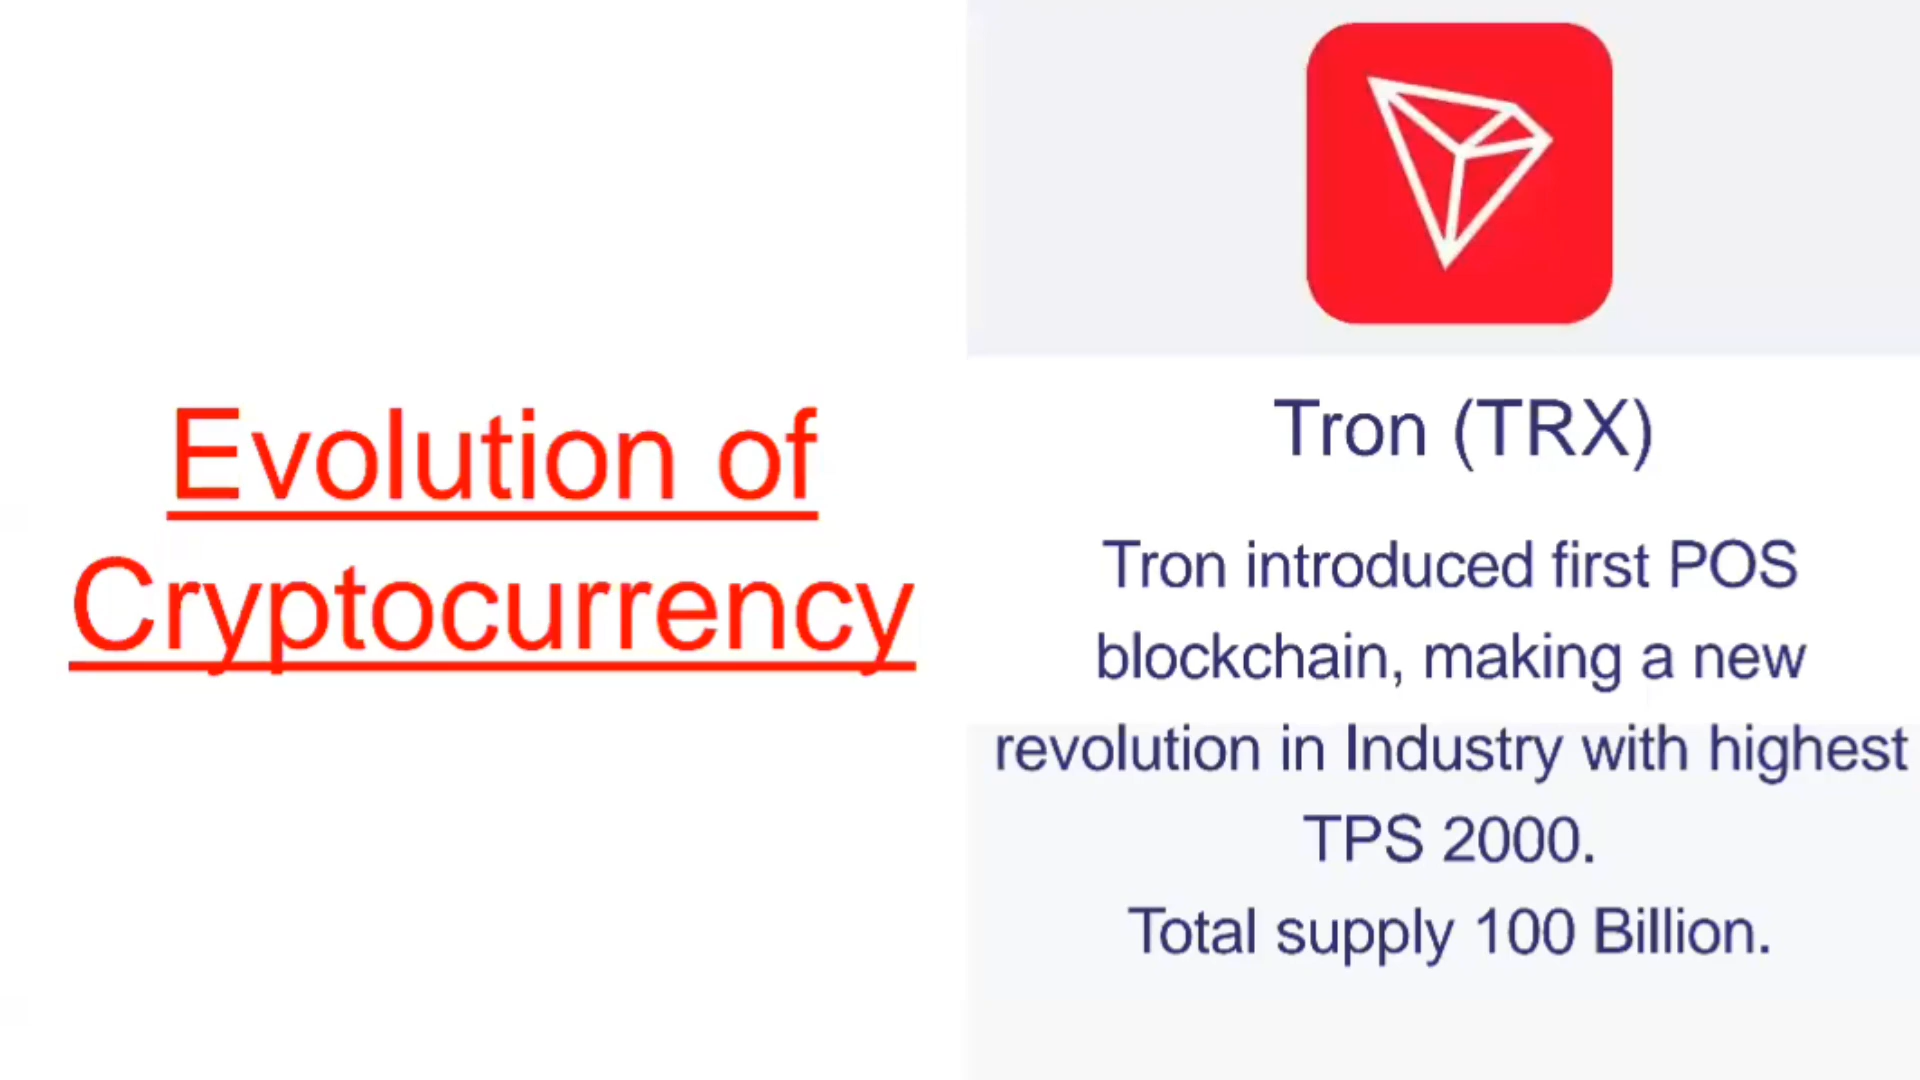 Evolution of
Cryptocurrency
Tron (TRX)
Tron introduced first POS
blockchain, making a new
revolution in Industry with highest
TPS 2000.
Total supply 100 Billion.